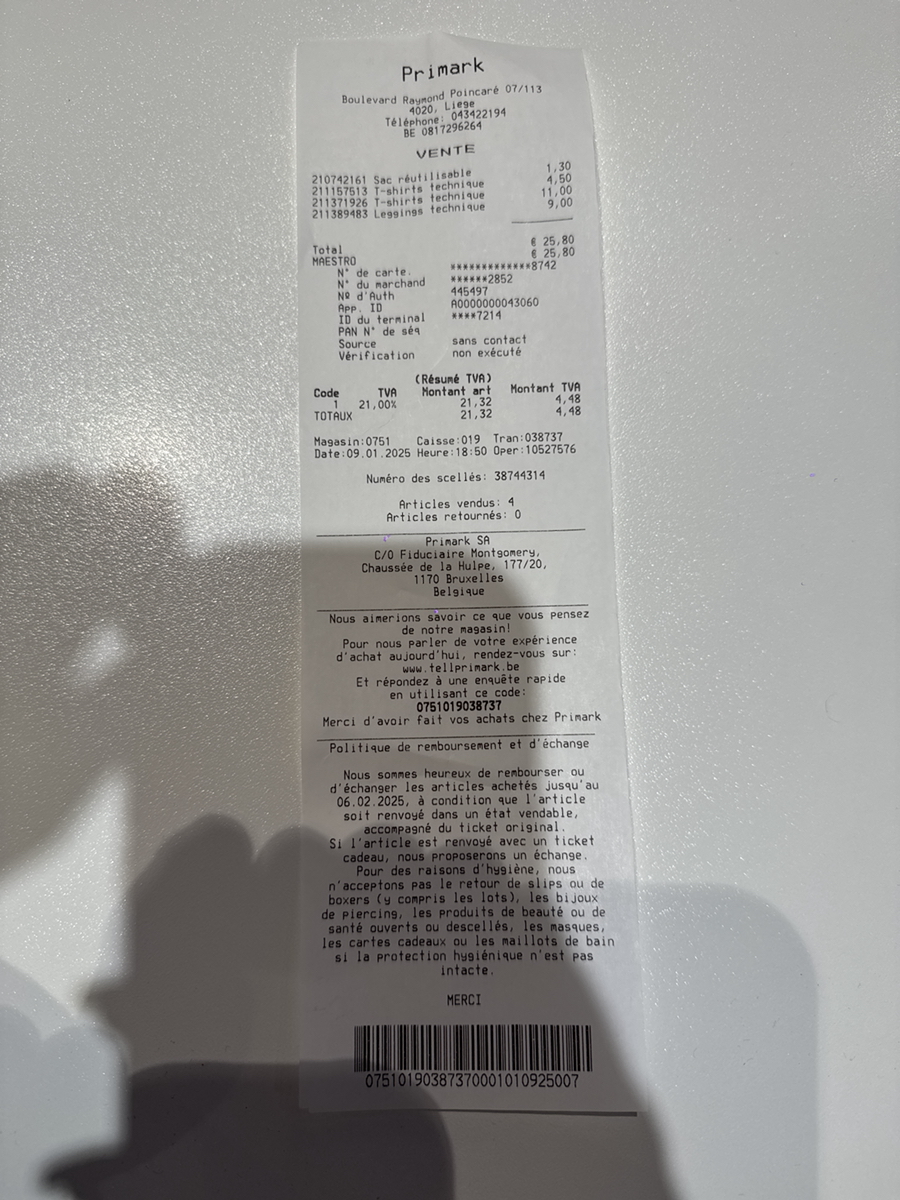 Primark
Boulevard Raymond Poincaré 07/113
4020, Liege
Téléphone: 043422194
BE 0817296264
VENTE
210742161 Sac réutilisable 1,30
211157513 T-shirts technique 4,50
211371926 T-shirts technique 11,00
211389483 Leggings technique 9,00
Total € 25,80
MAESTRO € 25,80
N° de carte. *************8742
N° du marchand ******2852
Nº d'Auth 445497
App. ID A0000000043060
ID du terminal ****7214
PAN N° de séq
Source sans contact
Vérification non exécuté
(Résumé TVA)
Code TVA Montant art Montant TVA
1 21,00% 21,32 4,48
TOTAUX 21,32 4,48
Magasin:0751 Caisse:019 Tran:038737
Date:09.01.2025 Heure:18:50 Oper:10527576
Numéro des scellés: 38744314
Articles vendus: 4
Articles retournés: 0
Primark SA
C/O Fiduciaire Montgomery,
Chaussée de la Hulpe, 177/20,
1170 Bruxelles
Belgique
Nous aimerions savoir ce que vous pensez
de notre magasin!
Pour nous parler de votre expérience
d'achat aujourd'hui, rendez-vous sur:
www.tellprimark.be
Et répondez à une enquête rapide
en utilisant ce code:
0751019038737
Merci d'avoir fait vos achats chez Primark
Politique de remboursement et d'échange
Nous sommes heureux de rembourser ou
d'échanger les articles achetés jusqu'au
06.02.2025, à condition que l'article
soit renvoyé dans un état vendable,
accompagné du ticket original.
Si l'article est renvoyé avec un ticket
cadeau, nous proposerons un échange.
Pour des raisons d'hygiène, nous
n'acceptons pas le retour de slips ou de
boxers (y compris les lots), les bijoux
de piercing, les produits de beauté ou de
santé ouverts ou descellés, les masques,
les cartes cadeaux ou les maillots de bain
si la protection hygiénique n'est pas
intacte.
MERCI
07510190387370001010925007